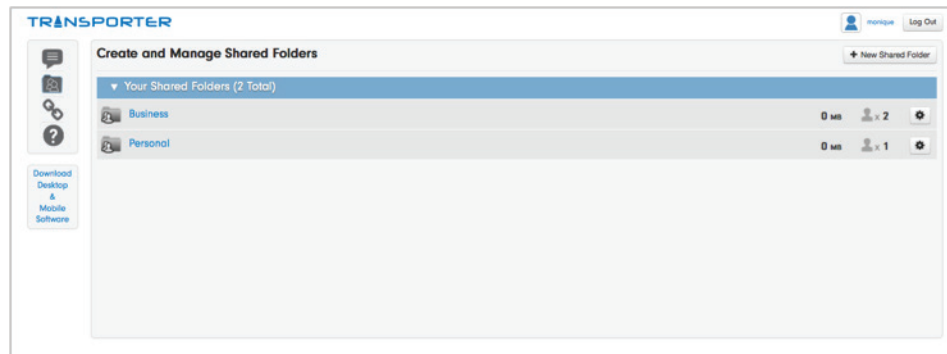 TRANSPORTER
monique
Log Out
Create and Manage Shared Folders
+ New Shared Folder
▼ Your Shared Folders (2 Total)
Business
0 MB
x 2
Personal
0 MB
x 1
?
Download
Desktop
&
Mobile
Software